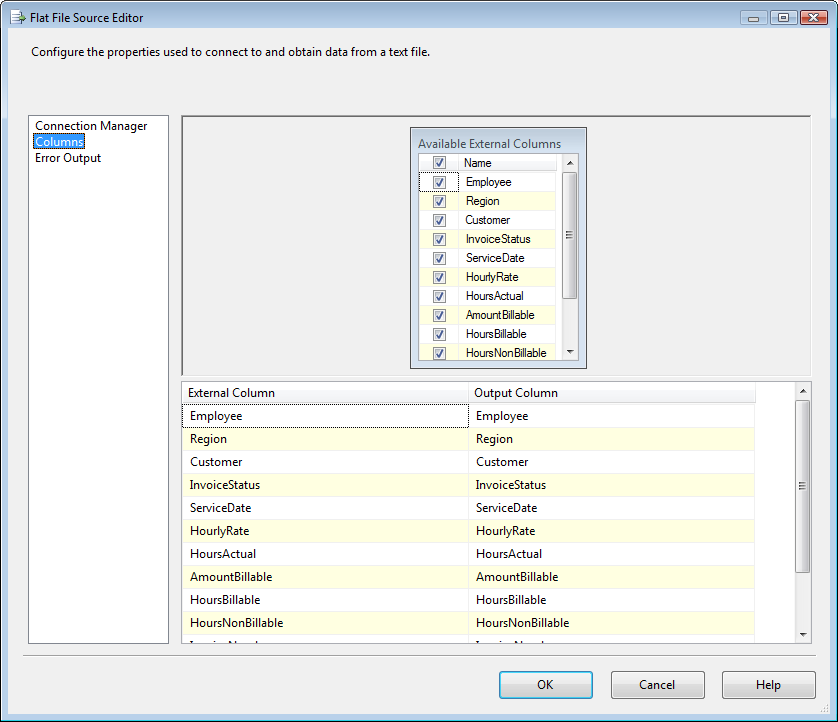 Flat File Source Editor
Configure the properties used to connect to and obtain data from a text file.
Connection Manager
Columns
Error Output
Available External Columns
Name
Employee
Region
Customer
InvoiceStatus
ServiceDate
HourlyRate
HoursActual
AmountBillable
HoursBillable
HoursNonBillable
External Column Output Column
Employee Employee
Region Region
Customer Customer
InvoiceStatus InvoiceStatus
ServiceDate ServiceDate
HourlyRate HourlyRate
HoursActual HoursActual
AmountBillable AmountBillable
HoursBillable HoursBillable
HoursNonBillable HoursNonBillable
OK Cancel Help